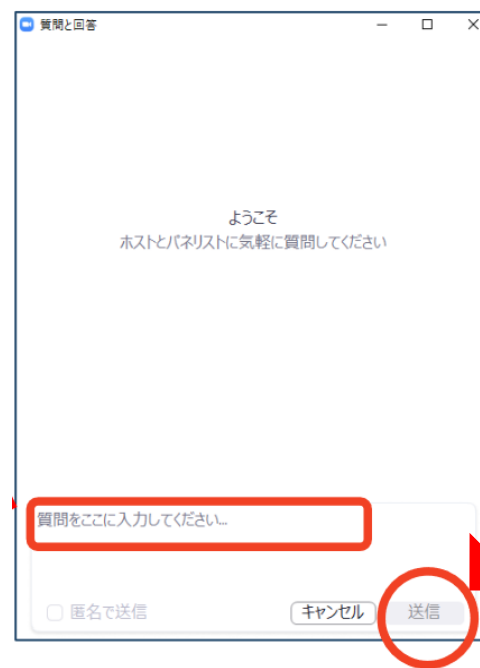 質問と回答
ようこそ
ホストとパネリストに気軽に質問してください
質問をここに入力してください...
匿名で送信
キャンセル
送信